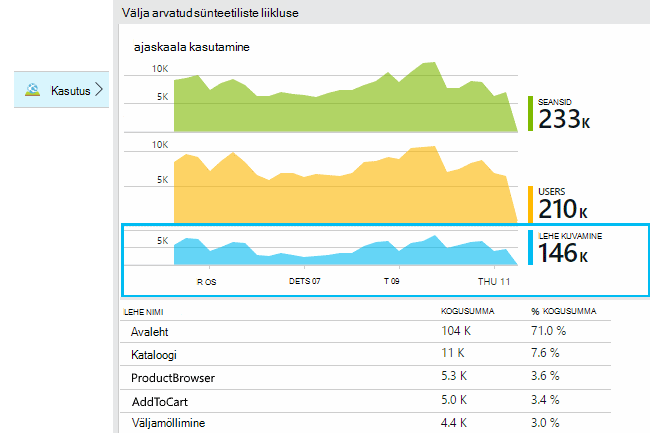 Välja arvatud sünteetiliste liikluse
Kasutus
ajaskaala kasutamine
10K
5K
SEANSID
233K
10K
5K
USERS
210K
5K
LEHE KUVAMINE
146K
R OS DETS 07 T 09 THU 11
LEHE NIMI KOGUSUMMA % KOGUSUMMA
Avaleht 104 K 71.0 %
Kataloogi 11 K 7.6 %
ProductBrowser 5.3 K 3.6 %
AddToCart 5.0 K 3.4 %
Väljamöllimine 4.4 K 3.0 %